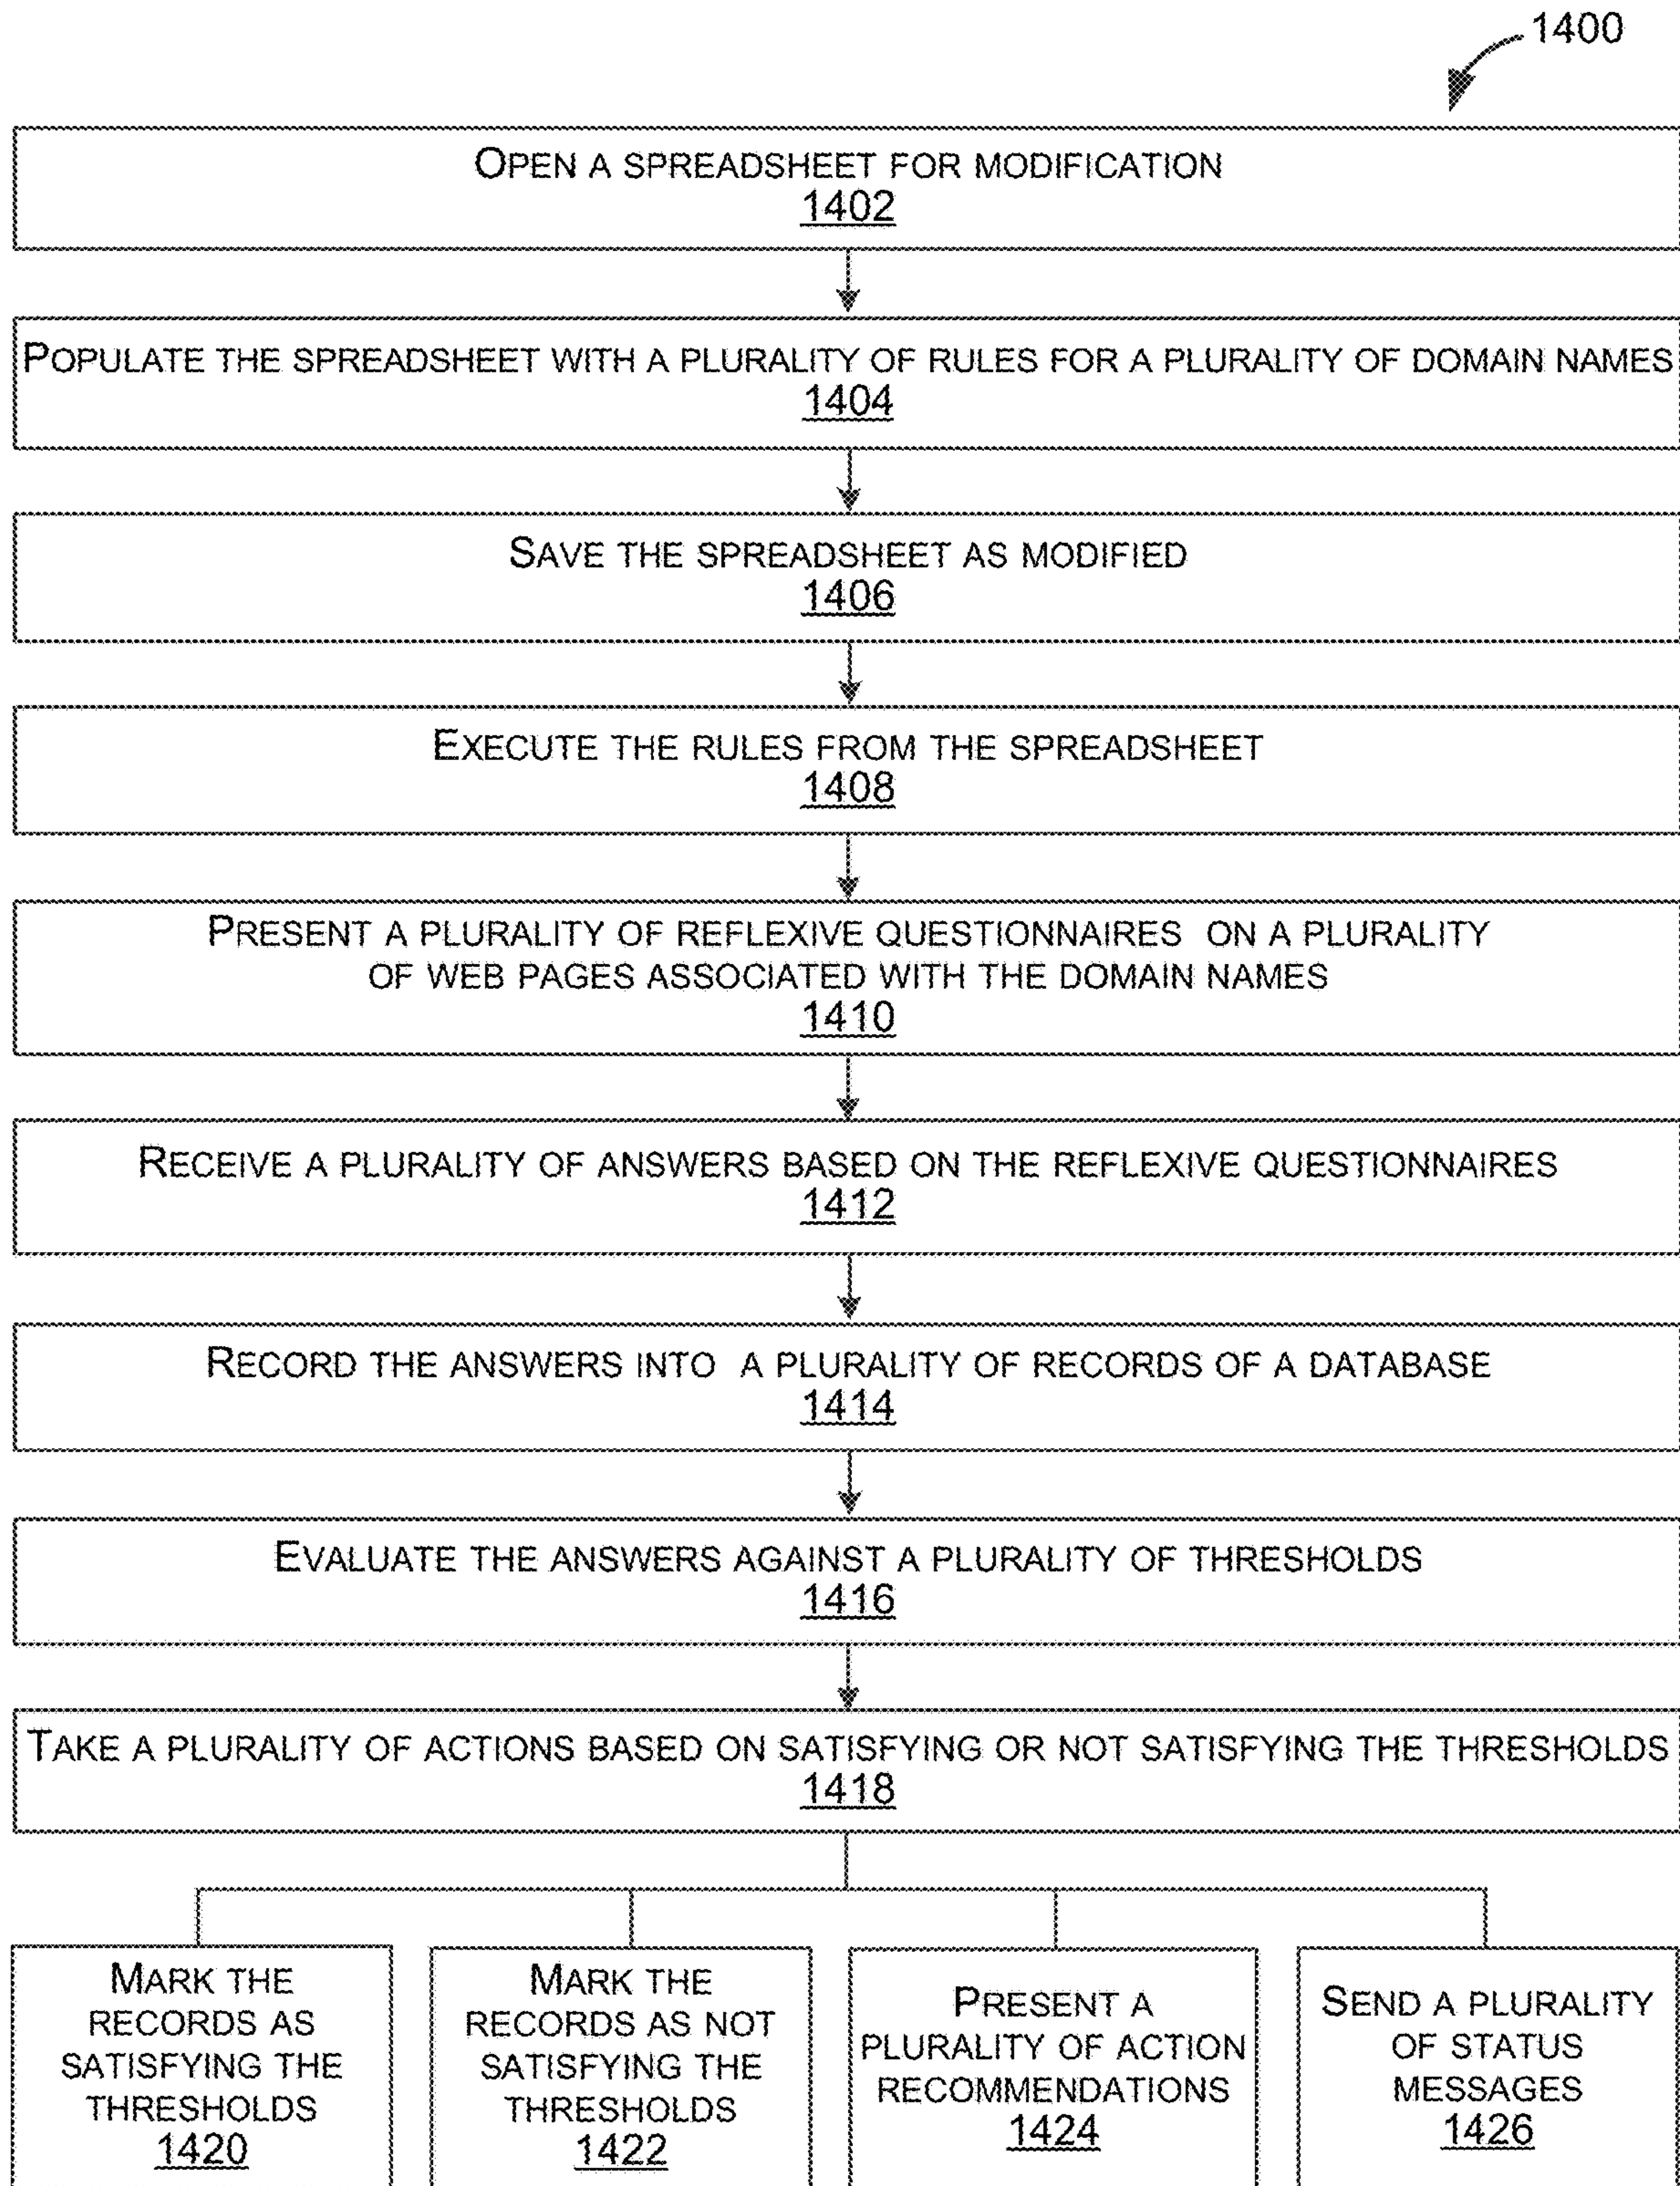 1400
OPEN A SPREADSHEET FOR MODIFICATION
1402
POPULATE THE SPREADSHEET WITH A PLURALITY OF RULES FOR A PLURALITY OF DOMAIN NAMES
1404
SAVE THE SPREADSHEET AS MODIFIED
1406
EXECUTE THE RULES FROM THE SPREADSHEET
1408
PRESENT A PLURALITY OF REFLEXIVE QUESTIONNAIRES ON A PLURALITY
OF WEB PAGES ASSOCIATED WITH THE DOMAIN NAMES
1410
RECEIVE A PLURALITY OF ANSWERS BASED ON THE REFLEXIVE QUESTIONNAIRES
1412
RECORD THE ANSWERS INTO A PLURALITY OF RECORDS OF A DATABASE
1414
EVALUATE THE ANSWERS AGAINST A PLURALITY OF THRESHOLDS
1416
TAKE A PLURALITY OF ACTIONS BASED ON SATISFYING OR NOT SATISFYING THE THRESHOLDS
1418
MARK THE
RECORDS AS
SATISFYING THE
THRESHOLDS
1420
MARK THE
RECORDS AS NOT
SATISFYING THE
THRESHOLDS
1422
PRESENT A
PLURALITY OF ACTION
RECOMMENDATIONS
1424
SEND A PLURALITY
OF STATUS
MESSAGES
1426